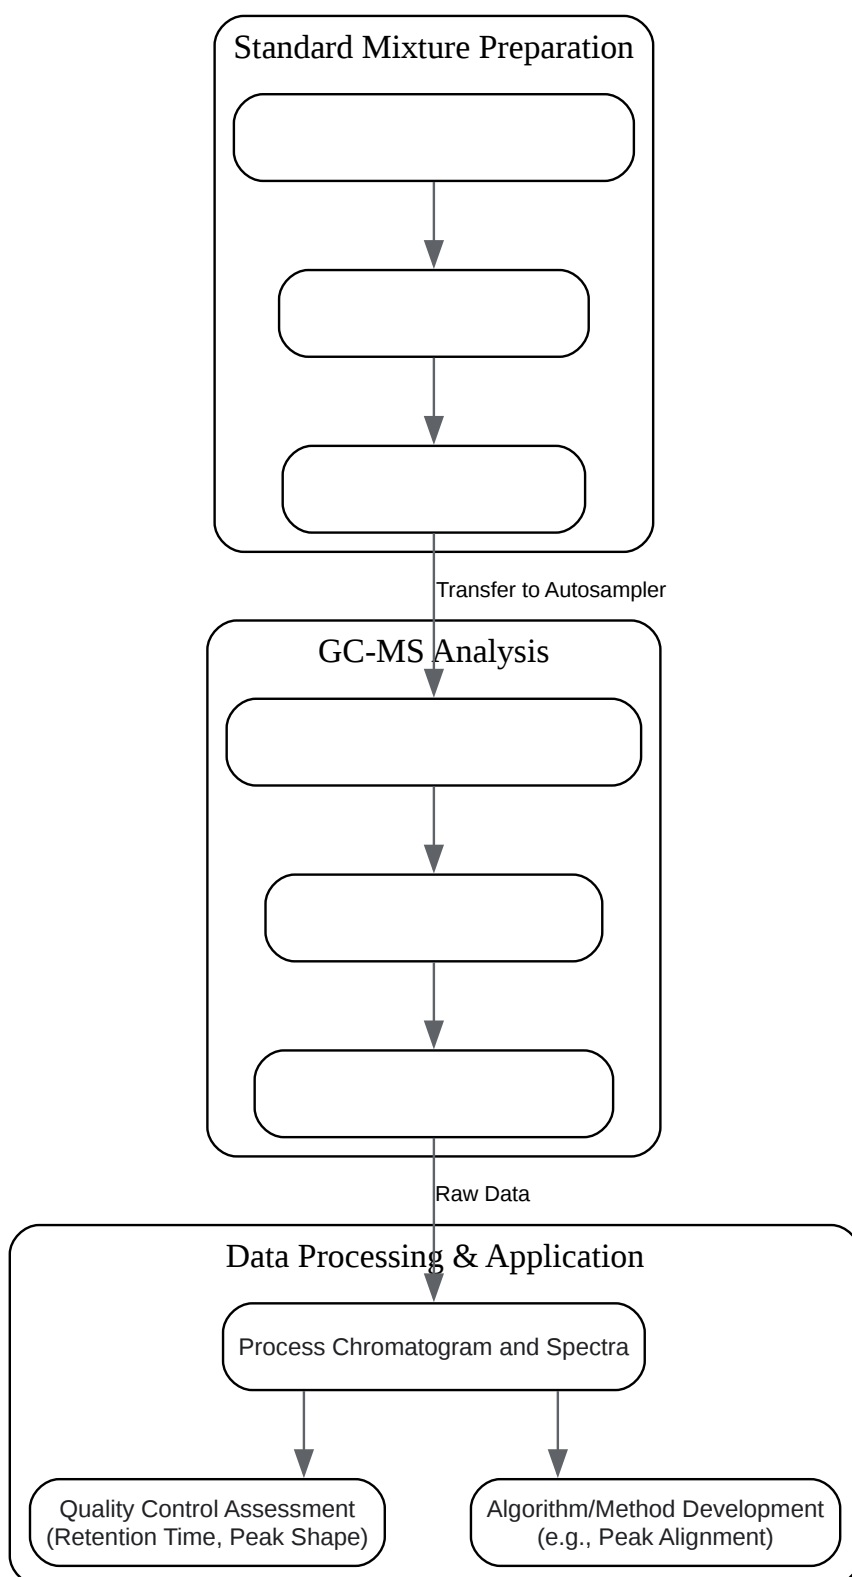 Standard Mixture Preparation
Transfer to Autosampler
GC-MS Analysis
Raw Data
Data Processing & Application
Process Chromatogram and Spectra
Quality Control Assessment
(Retention Time, Peak Shape)
Algorithm/Method Development
(e.g., Peak Alignment)